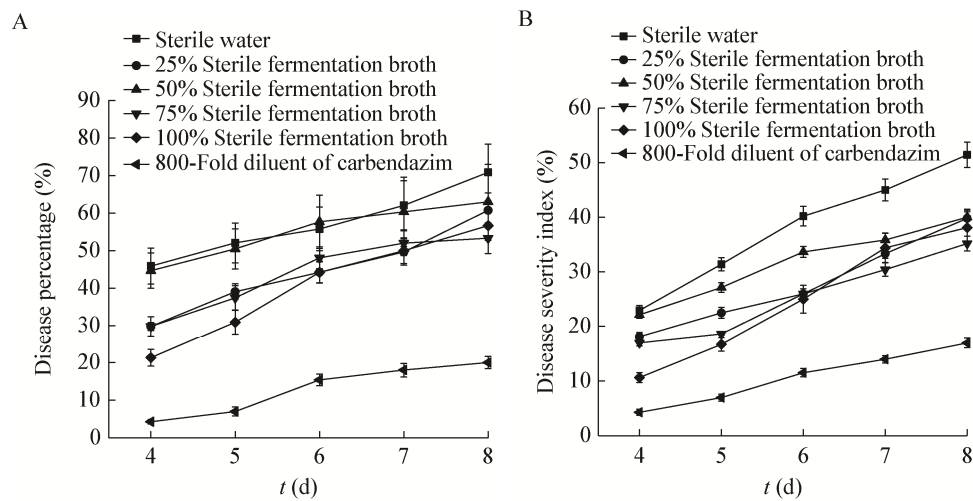 A
Sterile water
25% Sterile fermentation broth
50% Sterile fermentation broth
75% Sterile fermentation broth
100% Sterile fermentation broth
800-Fold diluent of carbendazim
Disease percentage (%)
90
80
70
60
50
40
30
20
10
0
4 5 6 7 8
t (d)
B
Sterile water
25% Sterile fermentation broth
50% Sterile fermentation broth
75% Sterile fermentation broth
100% Sterile fermentation broth
800-Fold diluent of carbendazim
Disease severity index (%)
60
50
40
30
20
10
0
4 5 6 7 8
t (d)